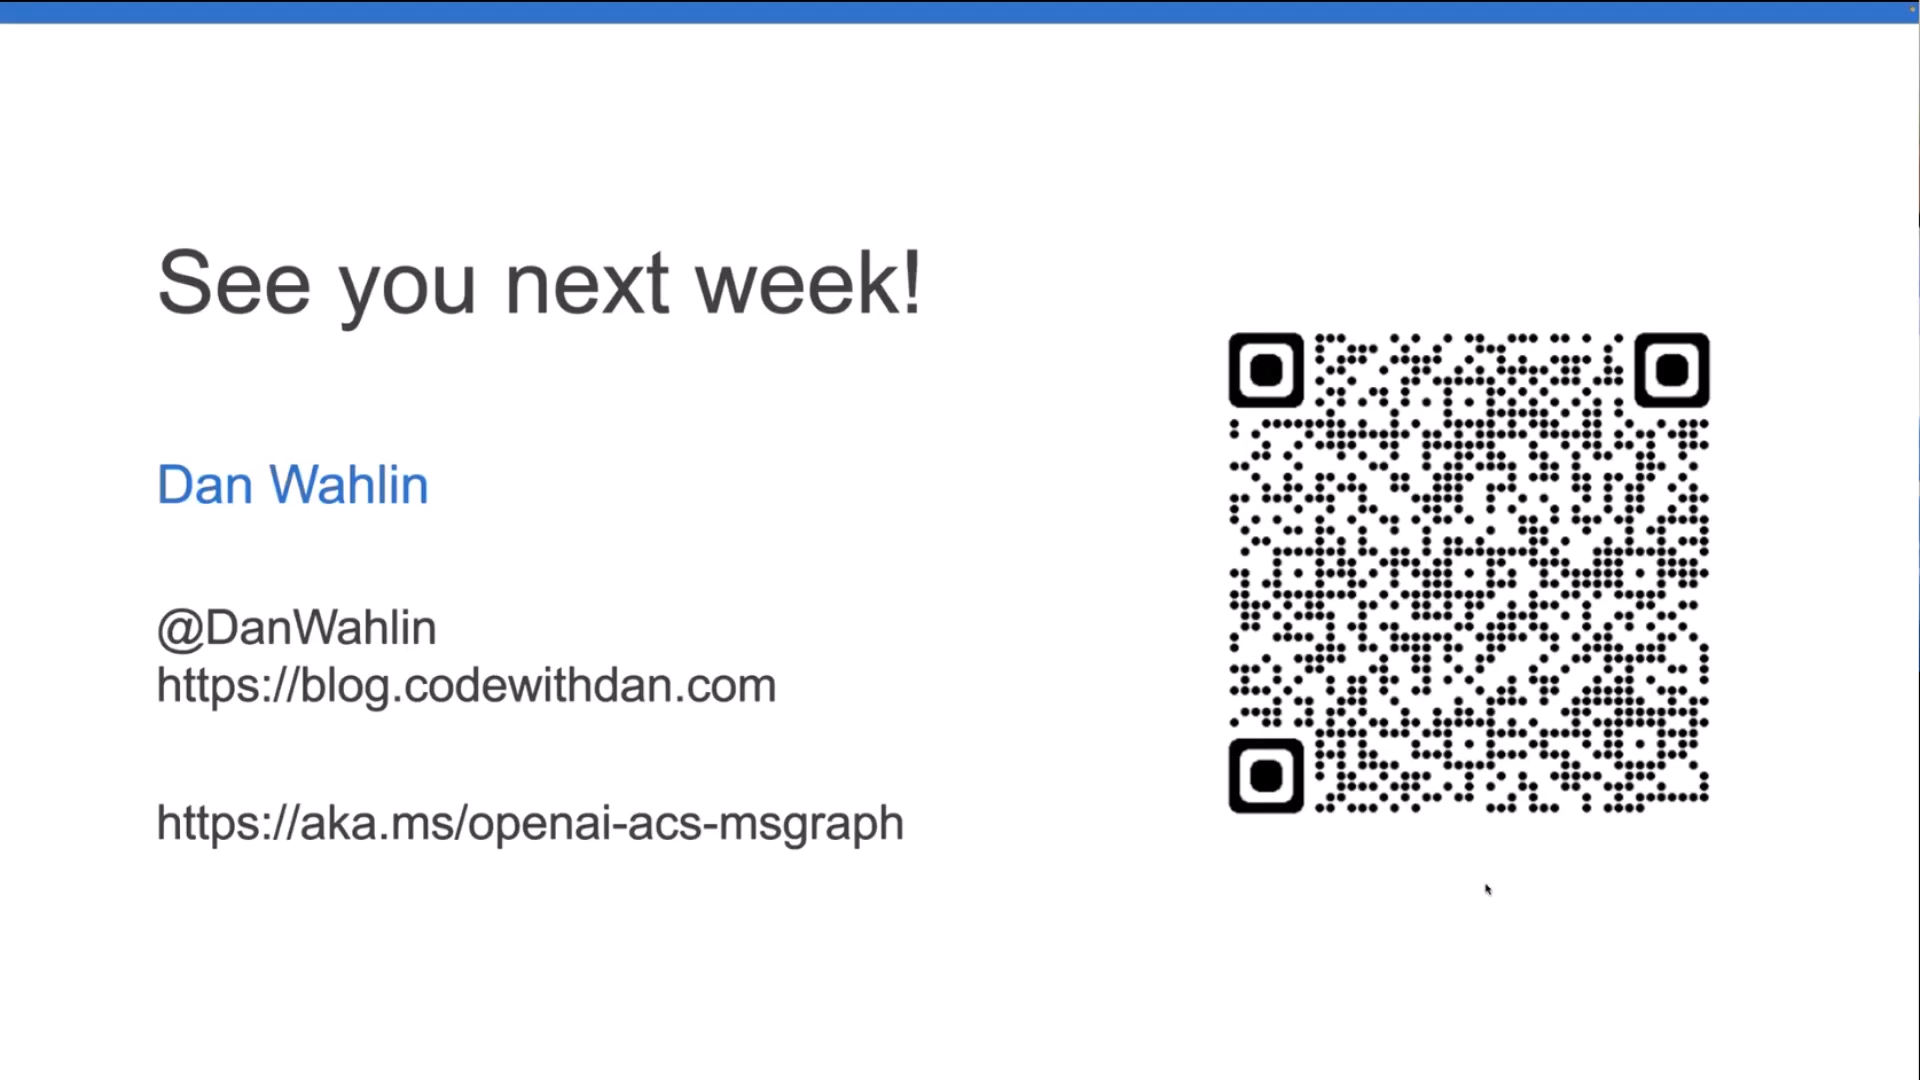 See you next week!
Dan Wahlin
@DanWahlin
https://blog.codewithdan.com
https://aka.ms/openai-acs-msgraph